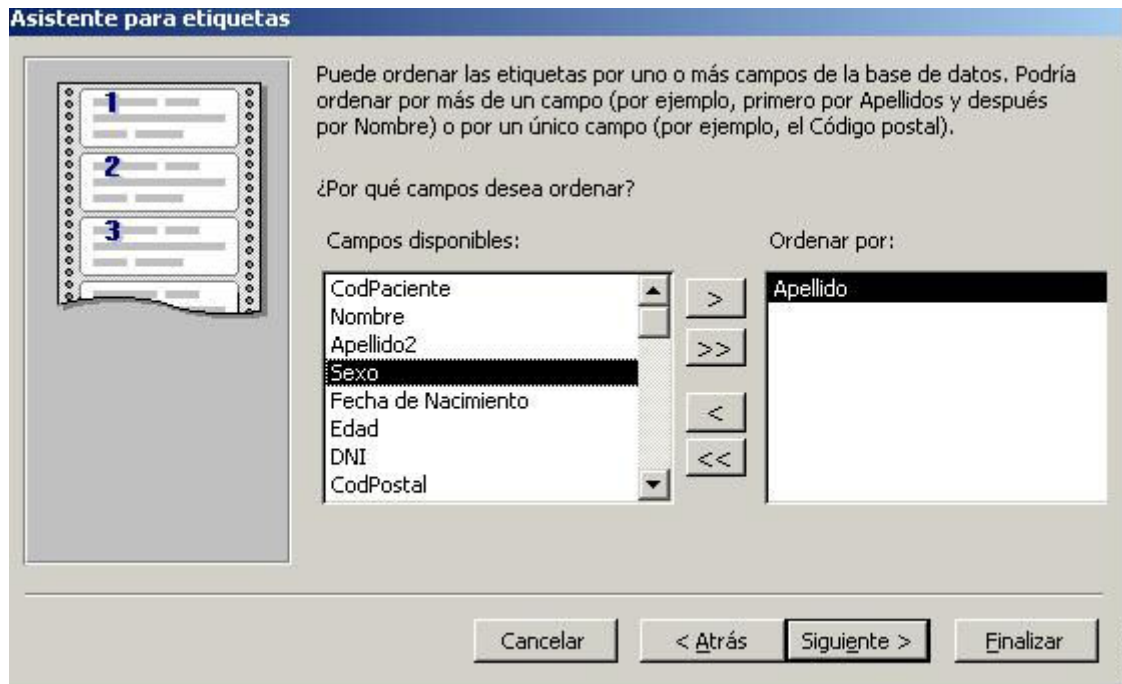 Asistente para etiquetas
Puede ordenar las etiquetas por uno o más campos de la base de datos. Podría
ordenar por más de un campo (por ejemplo, primero por Apellidos y después
por Nombre) o por un único campo (por ejemplo, el Código postal).
¿Por qué campos desea ordenar?
Campos disponibles:
Ordenar por:
CodPaciente
Nombre
Apellido2
Sexo
Fecha de Nacimiento
Edad
DNI
CodPostal
>
>>
<
<<
Apellido
1
2
3
Cancelar
< Atrás
Siguiente >
Finalizar